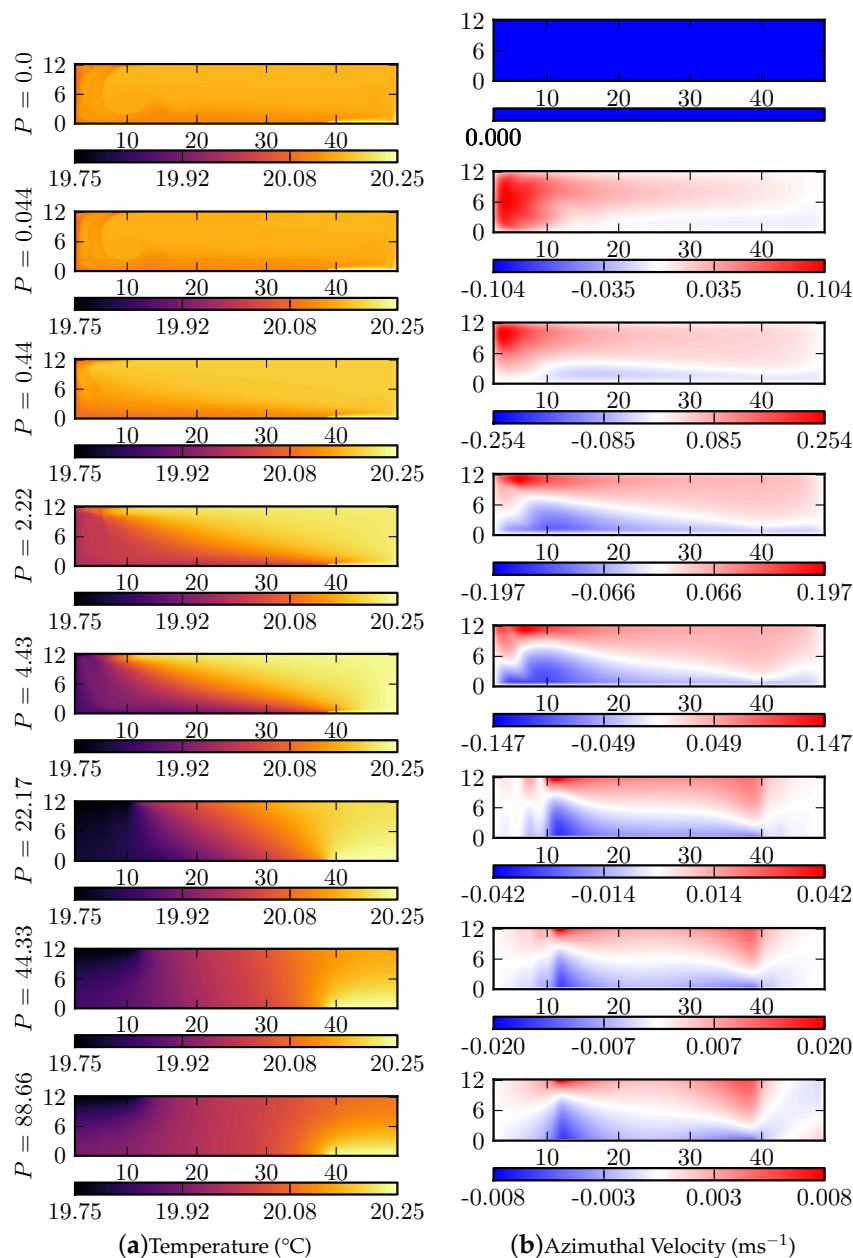 P = 0.0
12
6
0
10 20 30 40
19.75 19.92 20.08 20.25
12
6
0
10 20 30 40
0.000
P = 0.044
12
6
0
10 20 30 40
19.75 19.92 20.08 20.25
12
6
0
10 20 30 40
-0.104 -0.035 0.035 0.104
P = 0.44
12
6
0
10 20 30 40
19.75 19.92 20.08 20.25
12
6
0
10 20 30 40
-0.254 -0.085 0.085 0.254
P = 2.22
12
6
0
10 20 30 40
19.75 19.92 20.08 20.25
12
6
0
10 20 30 40
-0.197 -0.066 0.066 0.197
P = 4.43
12
6
0
10 20 30 40
19.75 19.92 20.08 20.25
12
6
0
10 20 30 40
-0.147 -0.049 0.049 0.147
P = 22.17
12
6
0
10 20 30 40
19.75 19.92 20.08 20.25
12
6
0
10 20 30 40
-0.042 -0.014 0.014 0.042
P = 44.33
12
6
0
10 20 30 40
19.75 19.92 20.08 20.25
12
6
0
10 20 30 40
-0.020 -0.007 0.007 0.020
P = 88.66
12
6
0
10 20 30 40
19.75 19.92 20.08 20.25
12
6
0
10 20 30 40
-0.008 -0.003 0.003 0.008
(a)Temperature (°C)
(b)Azimuthal Velocity (ms⁻¹)